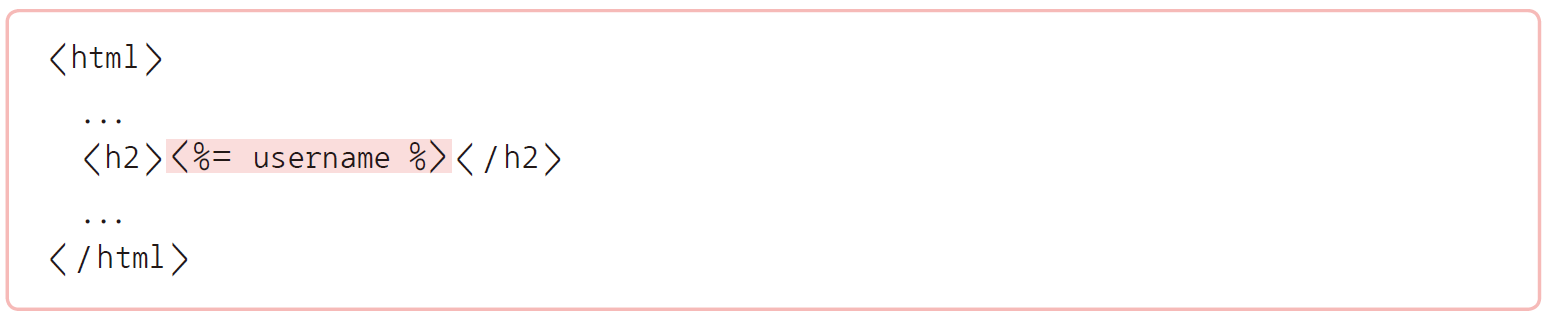 <html>
...
<h2><%= username %></h2>
...
</html>